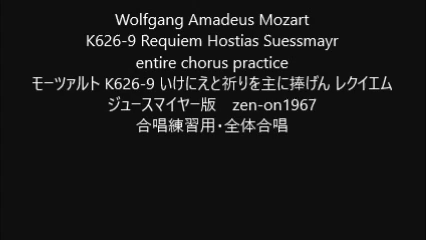 Wolfgang Amadeus Mozart
K626-9 Requiem Hostias Suessmayr
entire chorus practice
モーツァルト K626-9 いけにえと祈りを主に捧げん レクイエム
ジュースマイヤー版　zen-on1967
合唱練習用・全体合唱